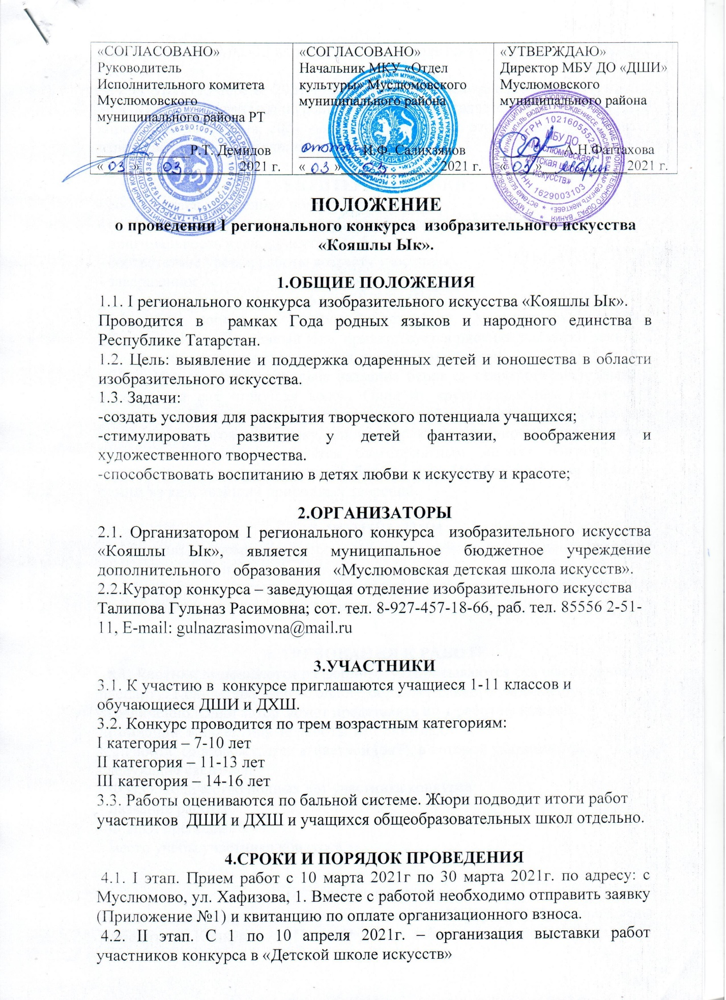 «СОГЛАСОВАНО»
Руководитель
Исполнительного комитета
Муслюмовского
муниципального района РТ
Р.Т. Демидов
«03» 03 2021 г.
«СОГЛАСОВАНО»
Начальник МКУ «Отдел
культуры» Муслюмовского
муниципального района
И.Ф. Салихзянов
«03» 03 2021 г.
«УТВЕРЖДАЮ»
Директор МБУ ДО «ДШИ»
Муслюмовского
муниципального района
А.Н.Фаттахова
«03» 2021 г.
МБУ ДО
«Муслюмовская
детская школа
искусств»
ИНН 1629003103
ПОЛОЖЕНИЕ
о проведении I регионального конкурса изобразительного искусства
«Кояшлы Ык».
1.ОБЩИЕ ПОЛОЖЕНИЯ
1.1. I регионального конкурса изобразительного искусства «Кояшлы Ык».
Проводится в рамках Года родных языков и народного единства в
Республике Татарстан.
1.2. Цель: выявление и поддержка одаренных детей и юношества в области
изобразительного искусства.
1.3. Задачи:
-создать условия для раскрытия творческого потенциала учащихся;
-стимулировать развитие у детей фантазии, воображения и
художественного творчества.
-способствовать воспитанию в детях любви к искусству и красоте;
2.ОРГАНИЗАТОРЫ
2.1. Организатором I регионального конкурса изобразительного искусства
«Кояшлы Ык», является муниципальное бюджетное учреждение
дополнительного образования «Муслюмовская детская школа искусств».
2.2.Куратор конкурса – заведующая отделение изобразительного искусства
Талипова Гульназ Расимовна; сот. тел. 8-927-457-18-66, раб. тел. 85556 2-51-
11, E-mail: gulnazrasimovna@mail.ru
3.УЧАСТНИКИ
3.1. К участию в конкурсе приглашаются учащиеся 1-11 классов и
обучающиеся ДШИ и ДХШ.
3.2. Конкурс проводится по трем возрастным категориям:
I категория – 7-10 лет
II категория – 11-13 лет
III категория – 14-16 лет
3.3. Работы оцениваются по бальной системе. Жюри подводит итоги работ
участников ДШИ и ДХШ и учащихся общеобразовательных школ отдельно.
4.СРОКИ И ПОРЯДОК ПРОВЕДЕНИЯ
4.1. I этап. Прием работ с 10 марта 2021г по 30 марта 2021г. по адресу: с
Муслюмово, ул. Хафизова, 1. Вместе с работой необходимо отправить заявку
(Приложение №1) и квитанцию по оплате организационного взноса.
4.2. II этап. С 1 по 10 апреля 2021г. – организация выставки работ
участников конкурса в «Детской школе искусств»